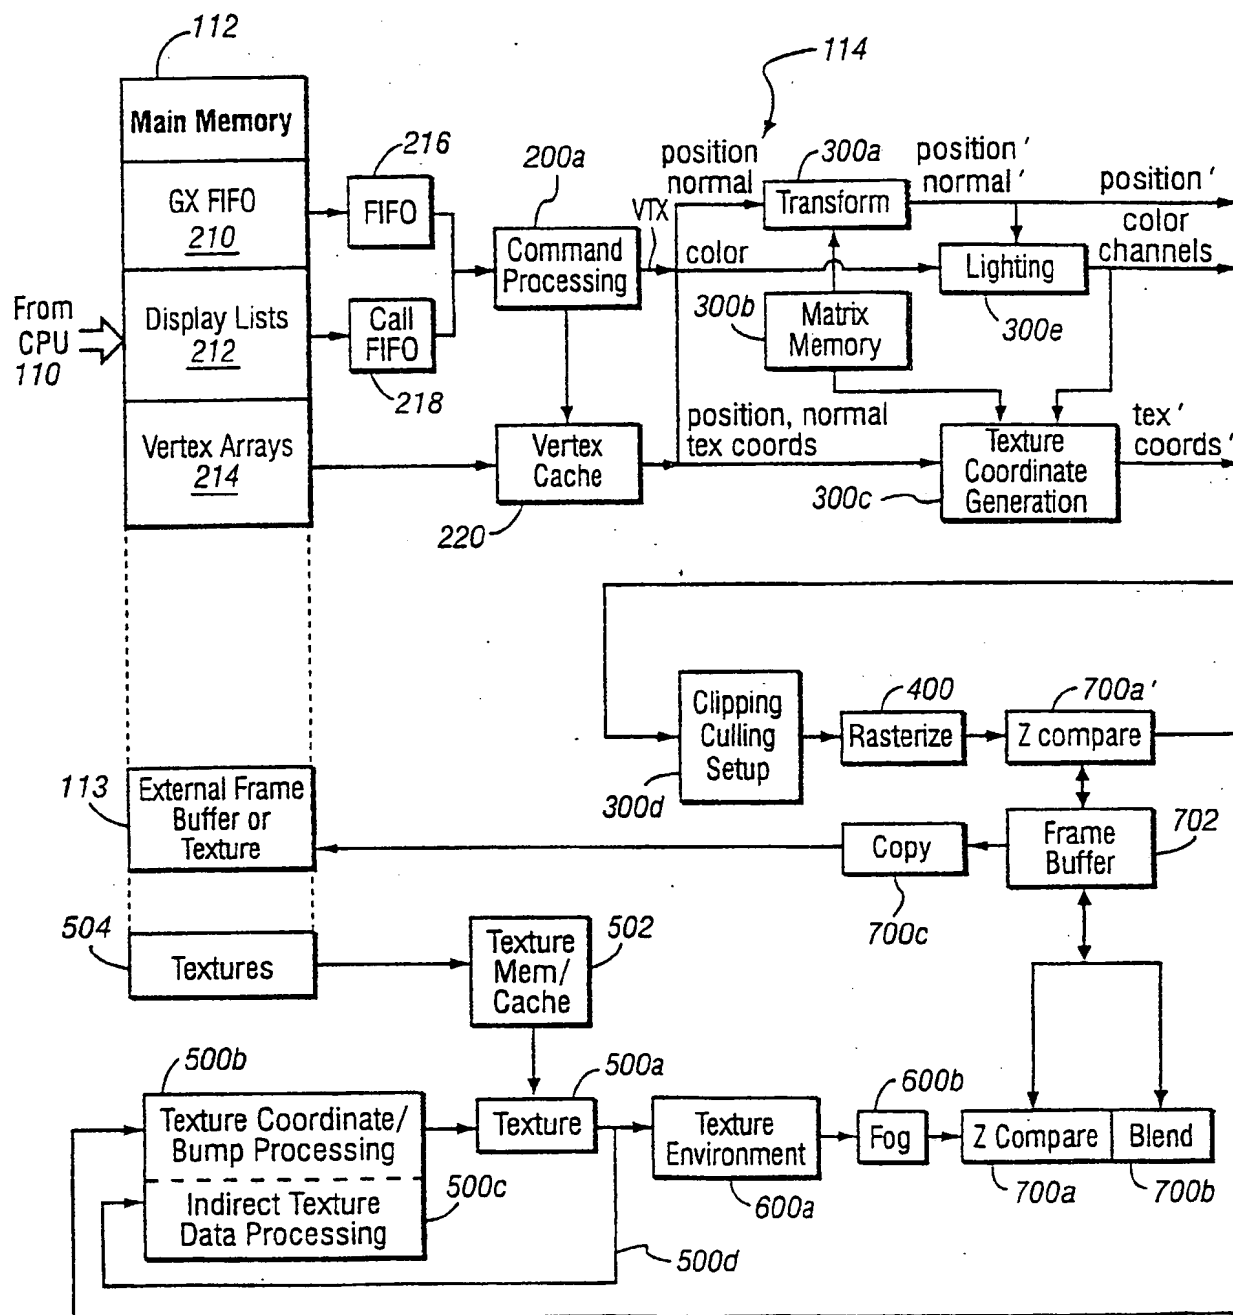 112
Main Memory
GX FIFO
210
Display Lists
212
Vertex Arrays
214
From
CPU
110
216
FIFO
Call
FIFO
218
200a
Command
Processing
Vertex
Cache
220
VTX
114
position
normal
300a
Transform
position′
normal′
position′
color
channels
color
Lighting
300e
300b
Matrix
Memory
position, normal
tex coords
Texture
Coordinate
Generation
300c
tex′
coords′
Clipping
Culling
Setup
300d
400
Rasterize
700a′
Z compare
113
External Frame
Buffer or
Texture
Copy
700c
Frame
Buffer
702
504
Textures
502
Texture
Mem/
Cache
500b
Texture Coordinate/
Bump Processing
500c
Indirect Texture
Data Processing
500a
Texture
500d
Texture
Environment
600a
600b
Fog
Z Compare
700a
Blend
700b